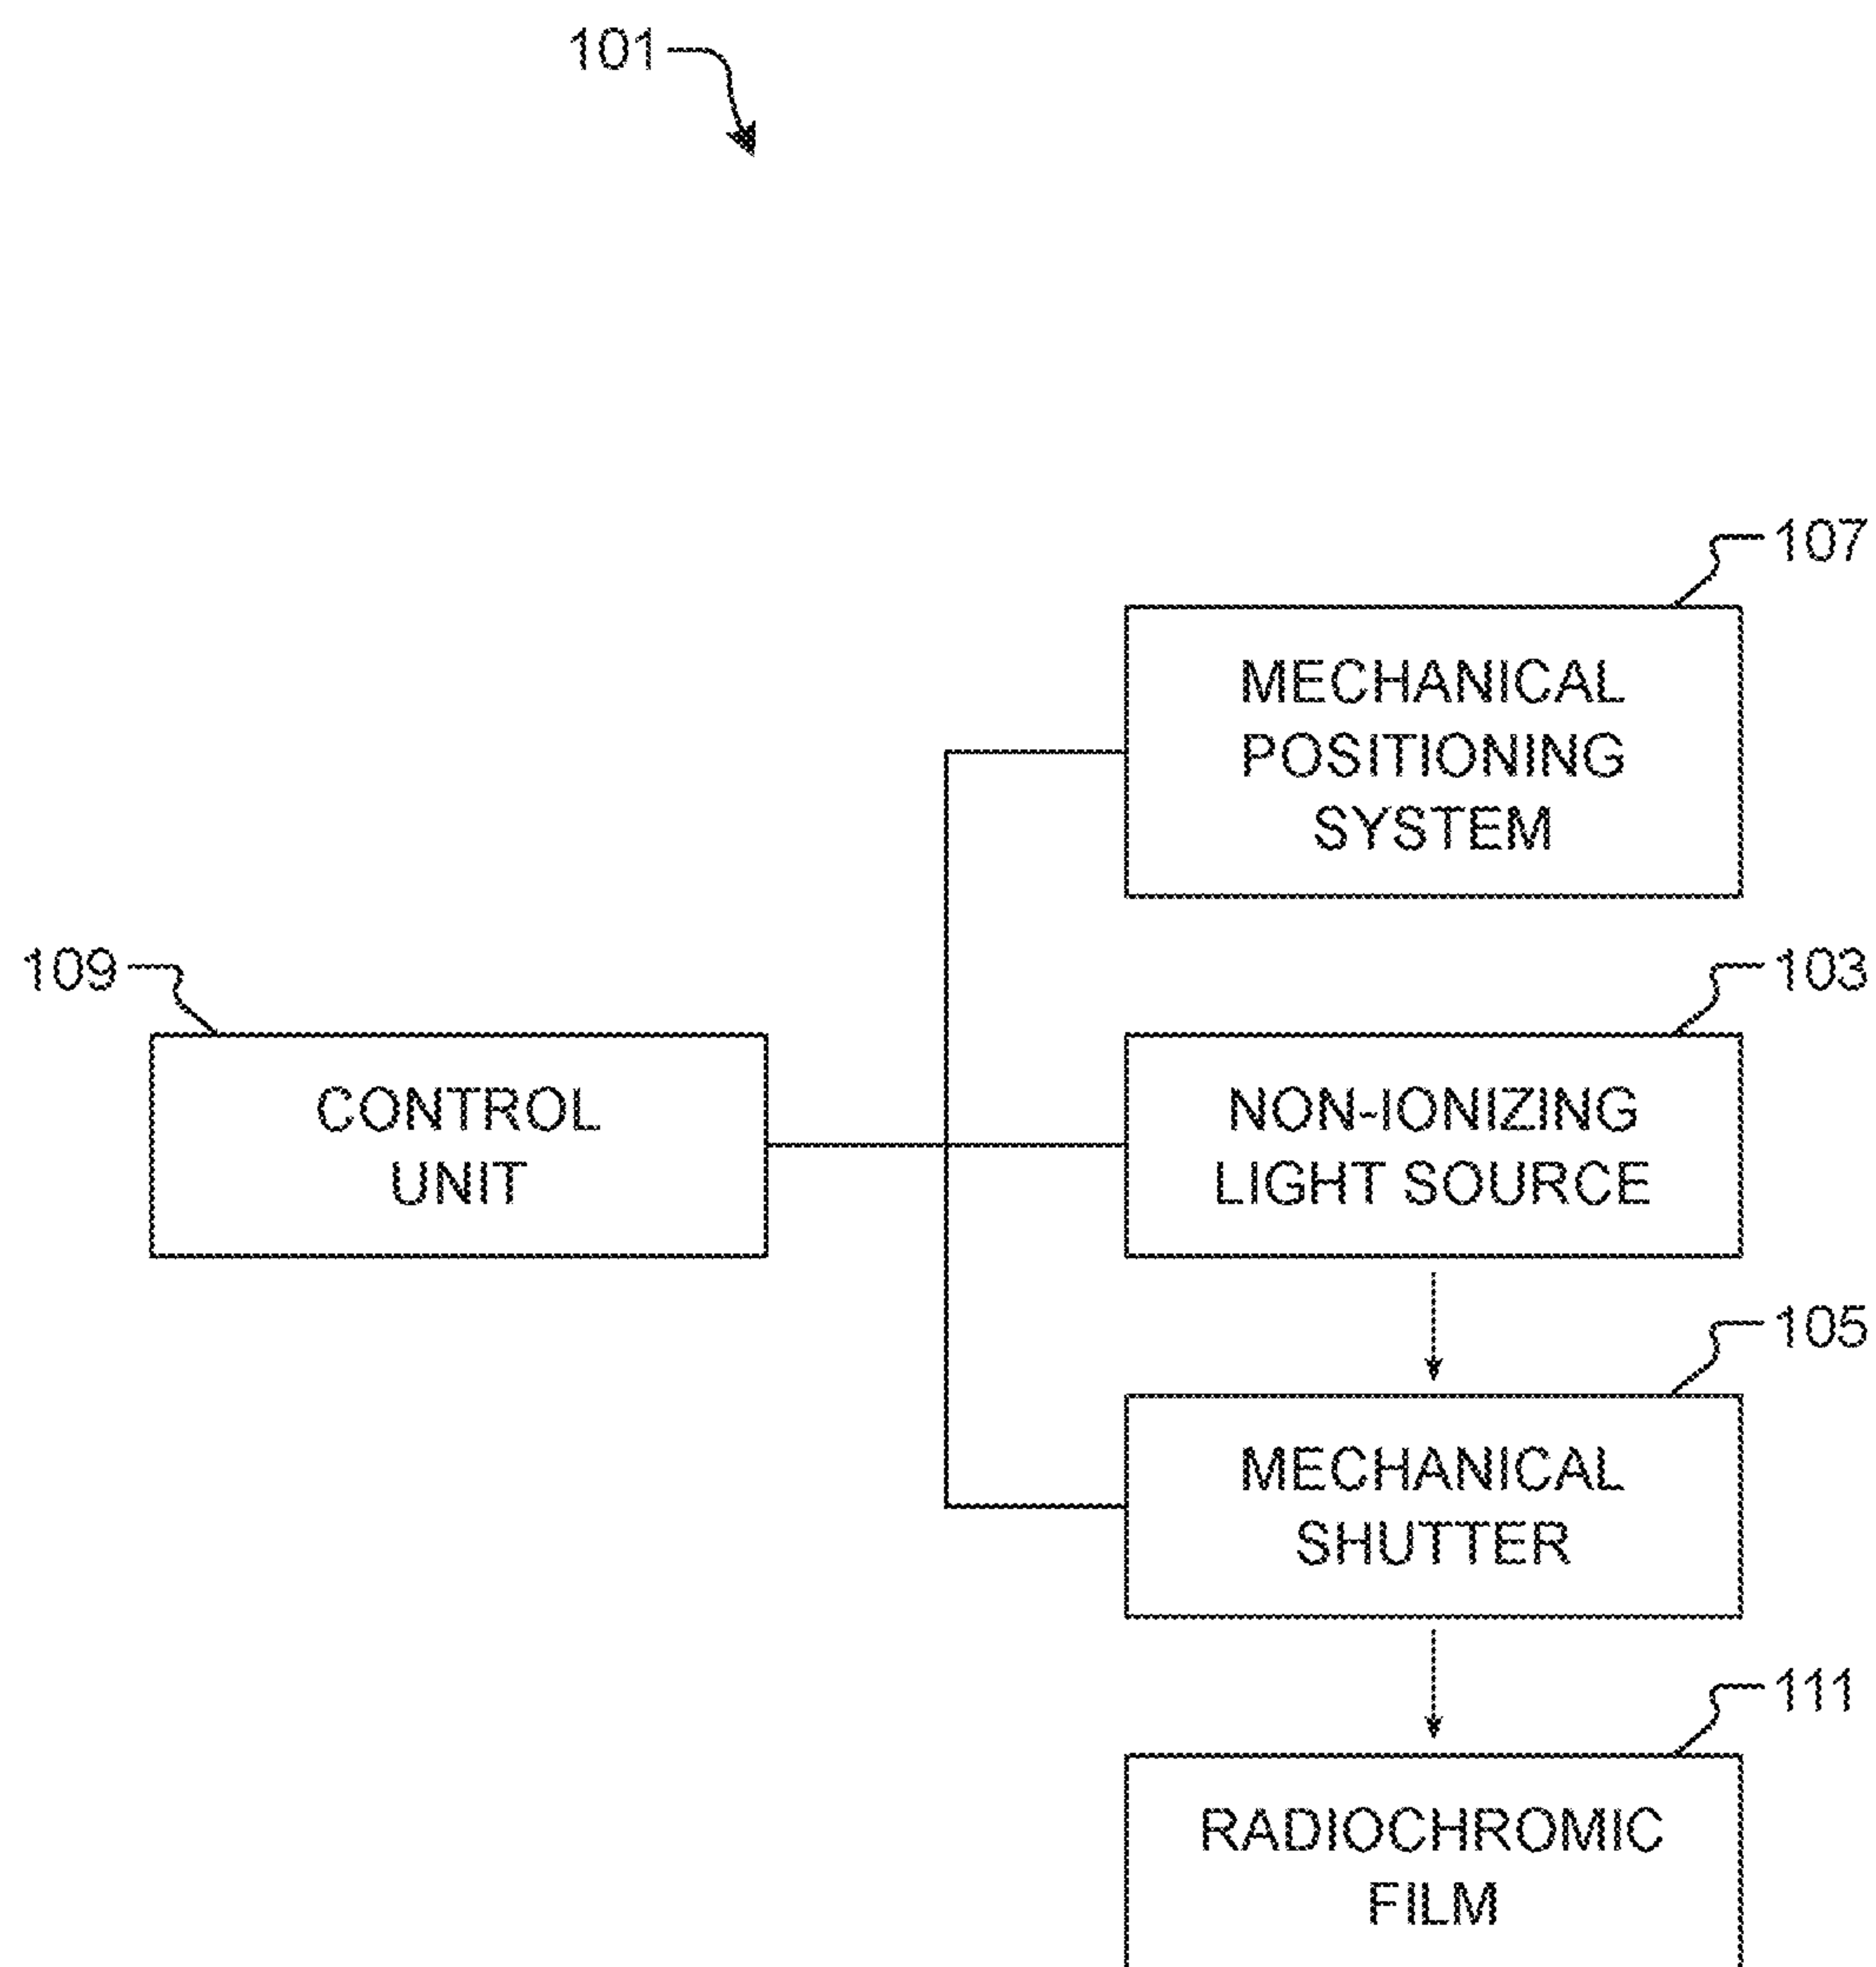 101
107
MECHANICAL
POSITIONING
SYSTEM
109
103
CONTROL
UNIT
NON-IONIZING
LIGHT SOURCE
105
MECHANICAL
SHUTTER
111
RADIOCHROMIC
FILM